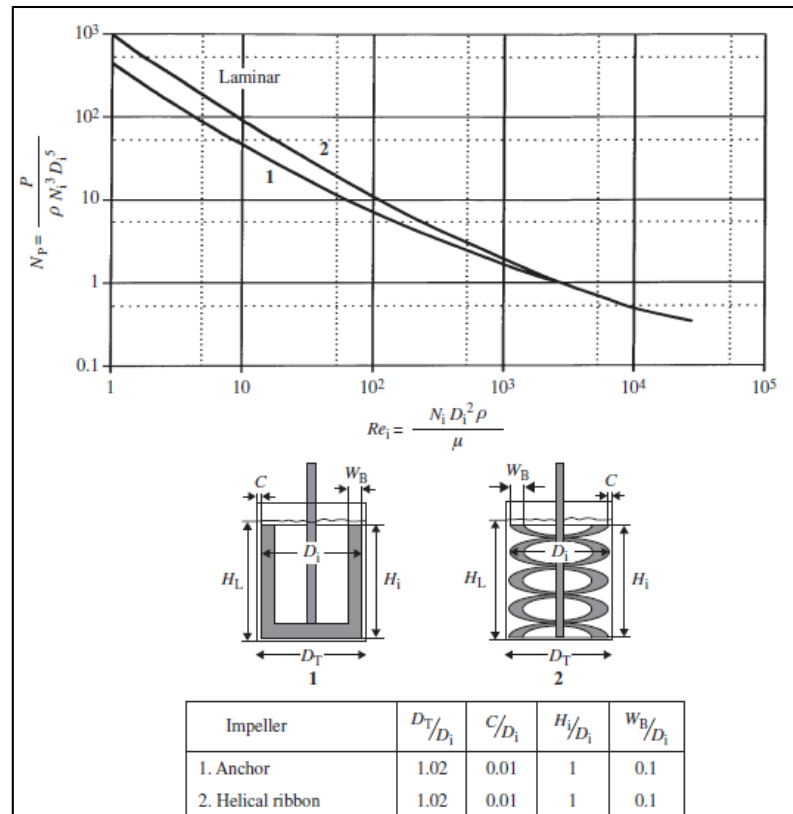 10³
Laminar
10²
2
1
10
1
0.1
N_P = P / ρ N_i³ D_i⁵
1 10 10² 10³ 10⁴ 10⁵
Re_i = N_i D_i² ρ / μ
C W_B W_B C
D_i D_i
H_L H_i H_L H_i
D_T D_T
1 2
Impeller D_T/D_i C/D_i H_i/D_i W_B/D_i
1. Anchor 1.02 0.01 1 0.1
2. Helical ribbon 1.02 0.01 1 0.1